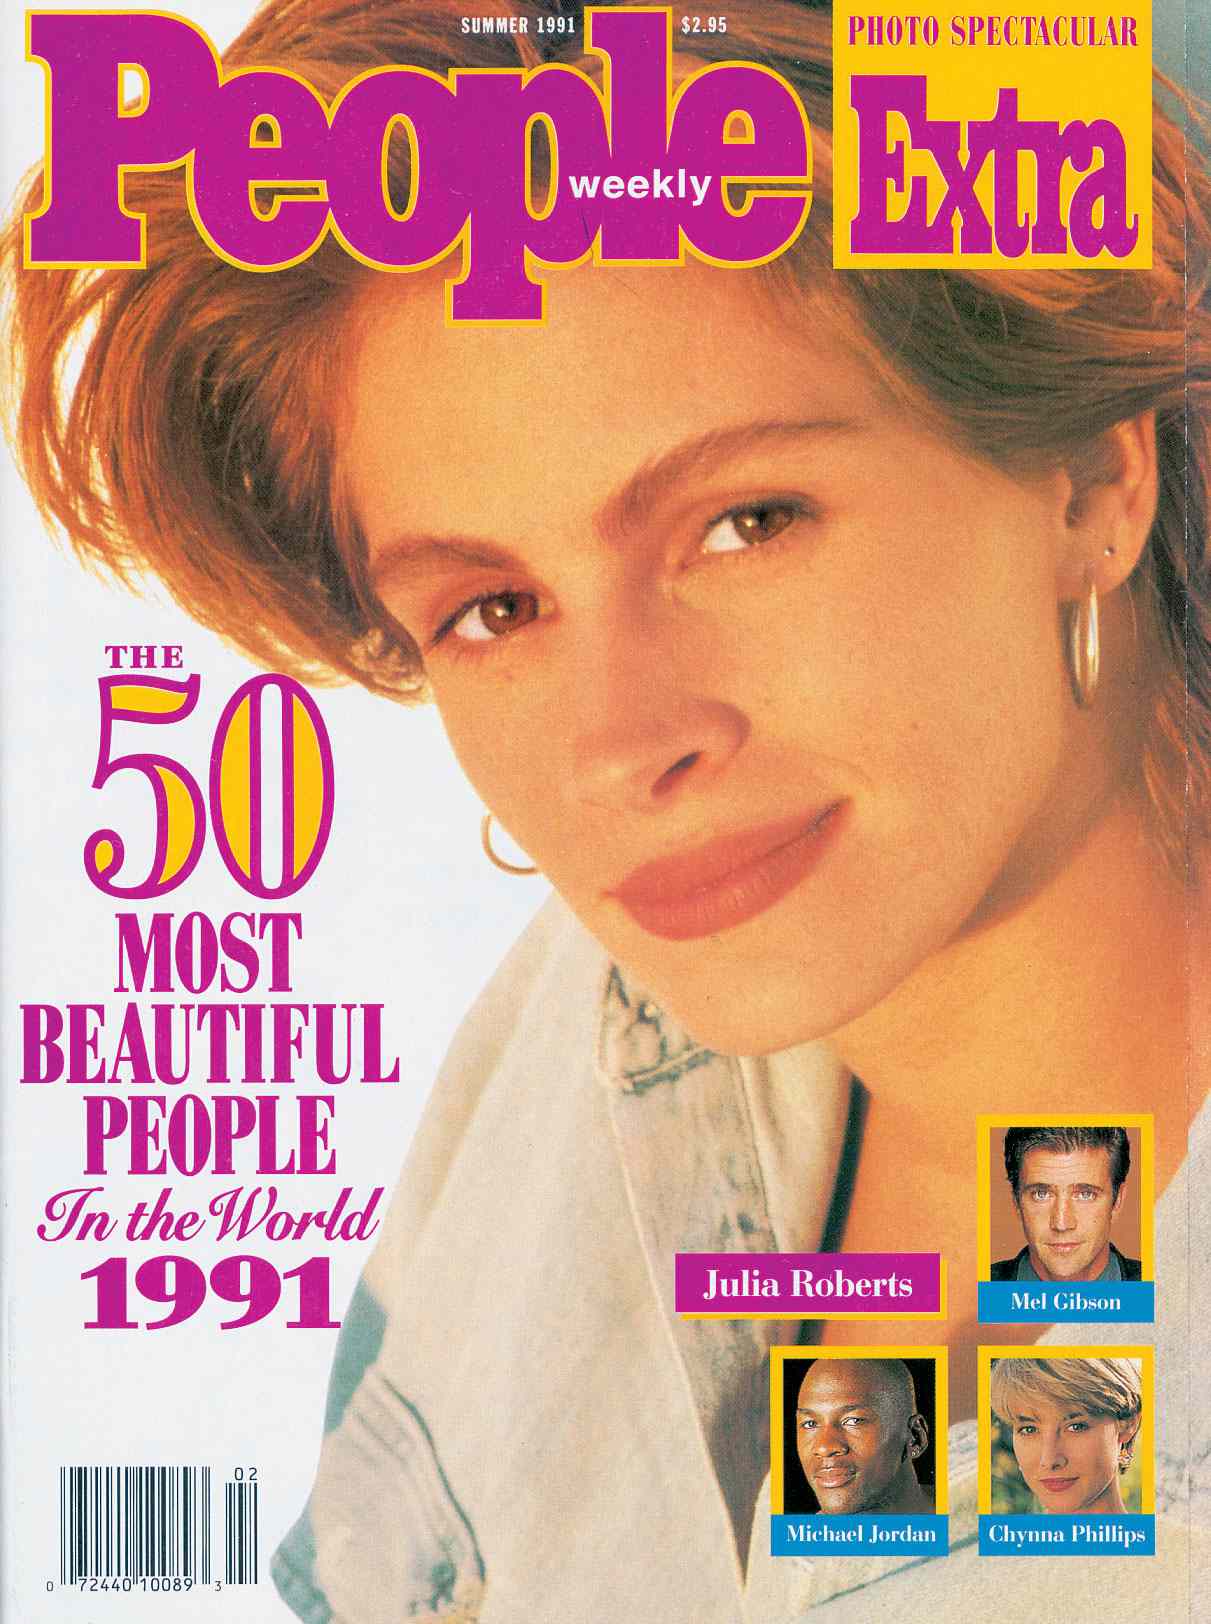 SUMMER 1991
$2.95
People
weekly
PHOTO SPECTACULAR
Extra
THE
50
MOST
BEAUTIFUL
PEOPLE
In the World
1991
Julia Roberts
Mel Gibson
Michael Jordan
Chynna Phillips
02
0 72440 10089 3